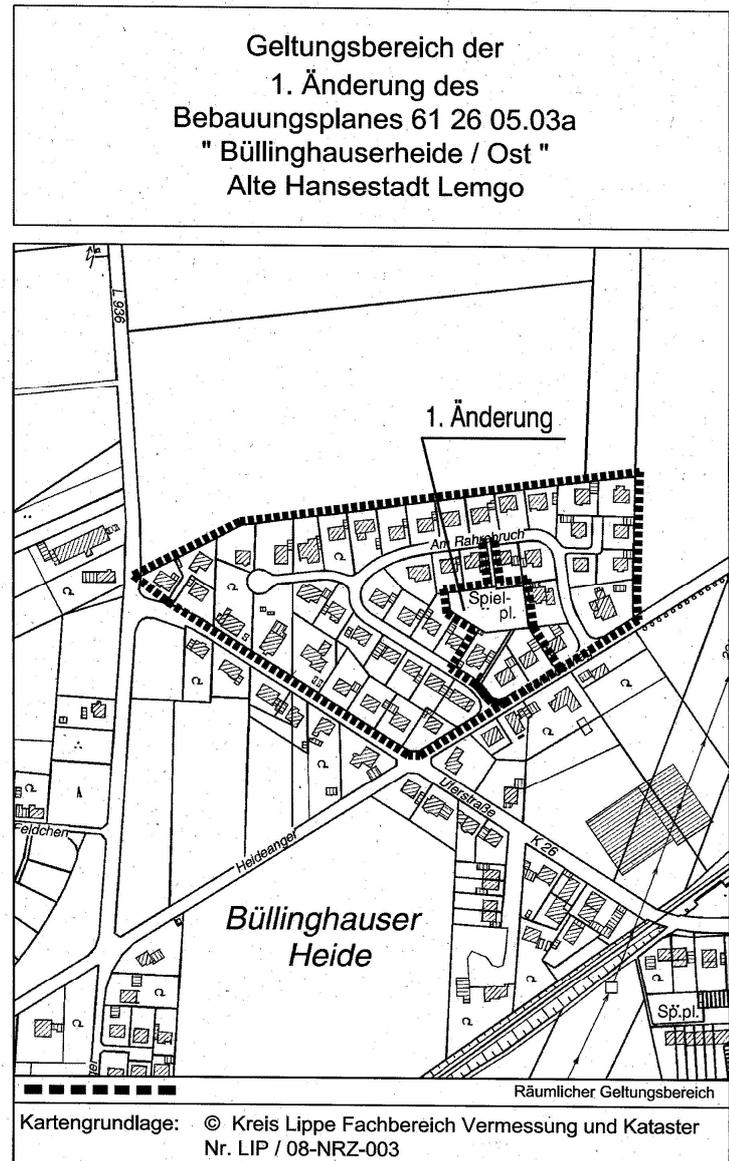 Geltungsbereich der
1. Änderung des
Bebauungsplanes 61 26 05.03a
" Büllinghauserheide / Ost "
Alte Hansestadt Lemgo
L 936
1. Änderung
Am Rahrebruch
Spiel-
pl.
Uferstraße
K 26
Feldchen
Heideanger
Büllinghauser
Heide
Sp.pl.
Räumlicher Geltungsbereich
Kartengrundlage: © Kreis Lippe Fachbereich Vermessung und Kataster
Nr. LIP / 08-NRZ-003